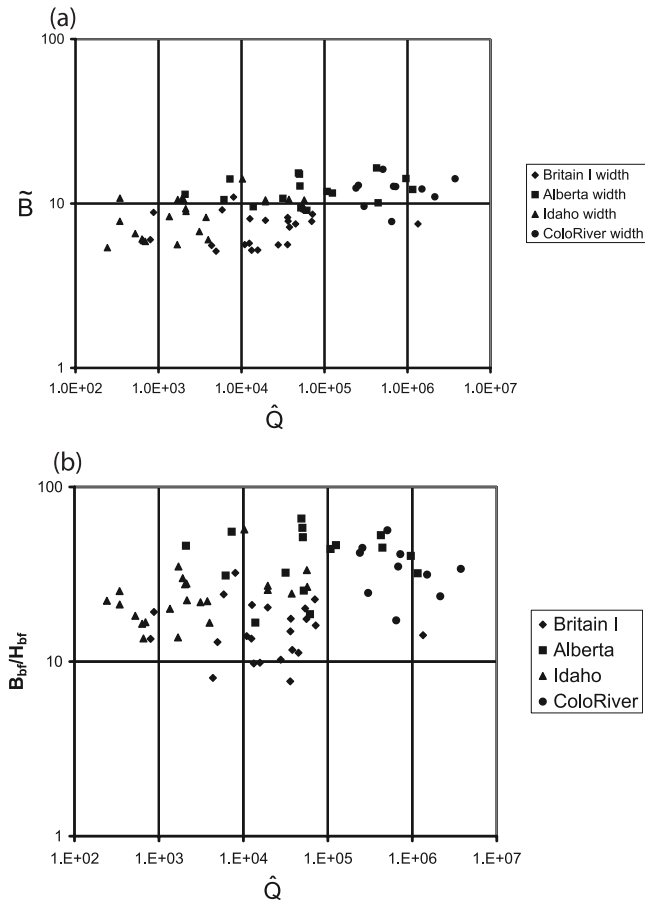 (a)
100
10
1
B̃
1.0E+02 1.0E+03 1.0E+04 1.0E+05 1.0E+06 1.0E+07
Q̂
Britain I width
Alberta width
Idaho width
ColoRiver width
(b)
100
10
1
B_bf/H_bf
1.E+02 1.E+03 1.E+04 1.E+05 1.E+06 1.E+07
Q̂
Britain I
Alberta
Idaho
ColoRiver